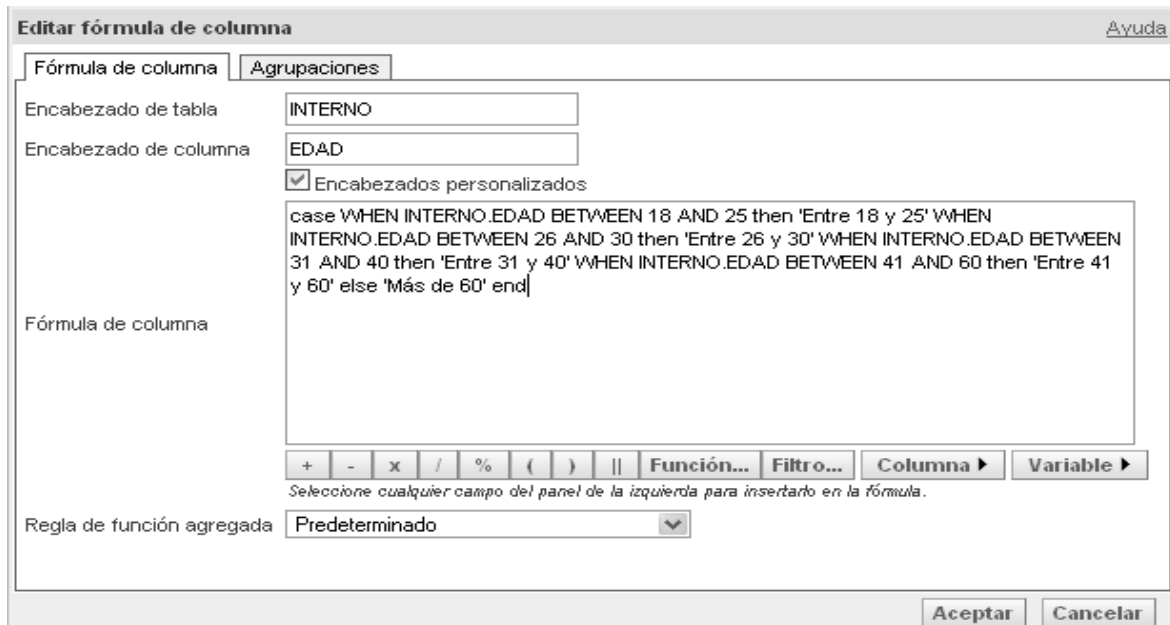 Editar fórmula de columna Ayuda
Fórmula de columna Agrupaciones
Encabezado de tabla INTERNO
Encabezado de columna EDAD
Encabezados personalizados
case WHEN INTERNO.EDAD BETWEEN 18 AND 25 then 'Entre 18 y 25' WHEN
INTERNO.EDAD BETWEEN 26 AND 30 then 'Entre 26 y 30' WHEN INTERNO.EDAD BETWEEN
31 AND 40 then 'Entre 31 y 40' WHEN INTERNO.EDAD BETWEEN 41 AND 60 then 'Entre 41
y 60' else 'Más de 60' end
Fórmula de columna
+ - x / % ( ) || Función... Filtro... Columna Variable
Seleccione cualquier campo del panel de la izquierda para insertarlo en la fórmula.
Regla de función agregada Predeterminado
Aceptar Cancelar